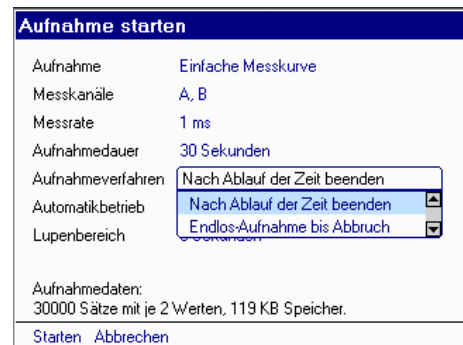 Aufnahme starten
Aufnahme Einfache Messkurve
Messkanäle A, B
Messrate 1 ms
Aufnahmedauer 30 Sekunden
Aufnahmeverfahren Nach Ablauf der Zeit beenden
Automatikbetrieb Nach Ablauf der Zeit beenden
Endlos-Aufnahme bis Abbruch
Lupenbereich
Aufnahmedaten:
30000 Sätze mit je 2 Werten, 119 KB Speicher.
Starten Abbrechen